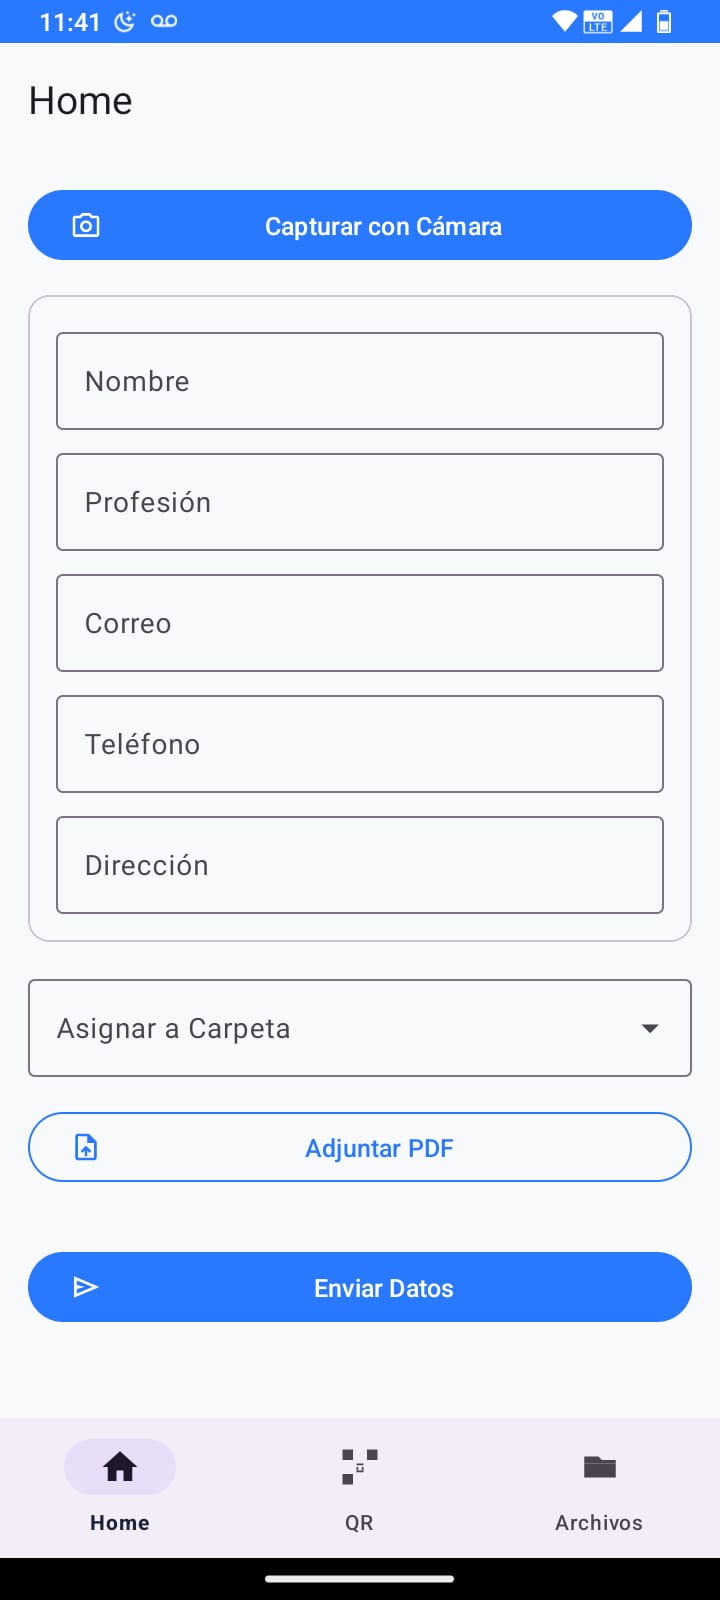 11:41
VO
LTE
Home
Capturar con Cámara
Nombre
Profesión
Correo
Teléfono
Dirección
Asignar a Carpeta
Adjuntar PDF
Enviar Datos
Home
QR
Archivos